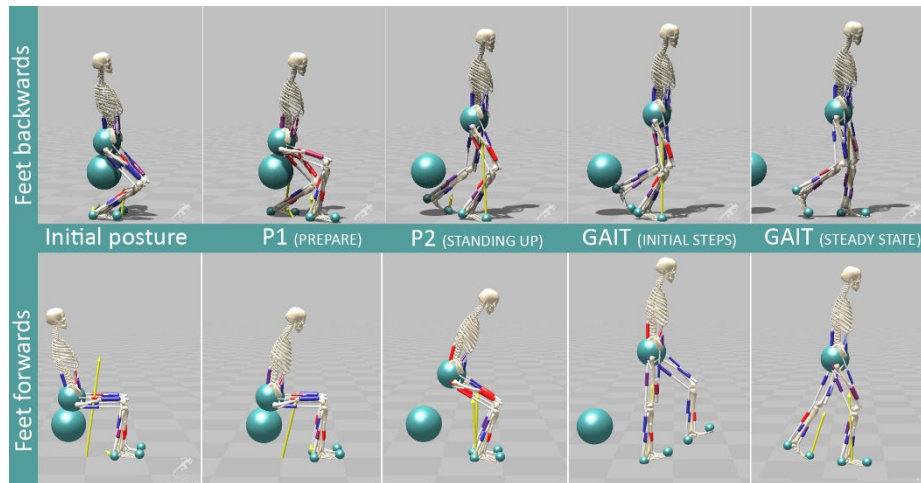 Feet backwards
Initial posture
P1 (PREPARE)
P2 (STANDING UP)
GAIT (INITIAL STEPS)
GAIT (STEADY STATE)
Feet forwards